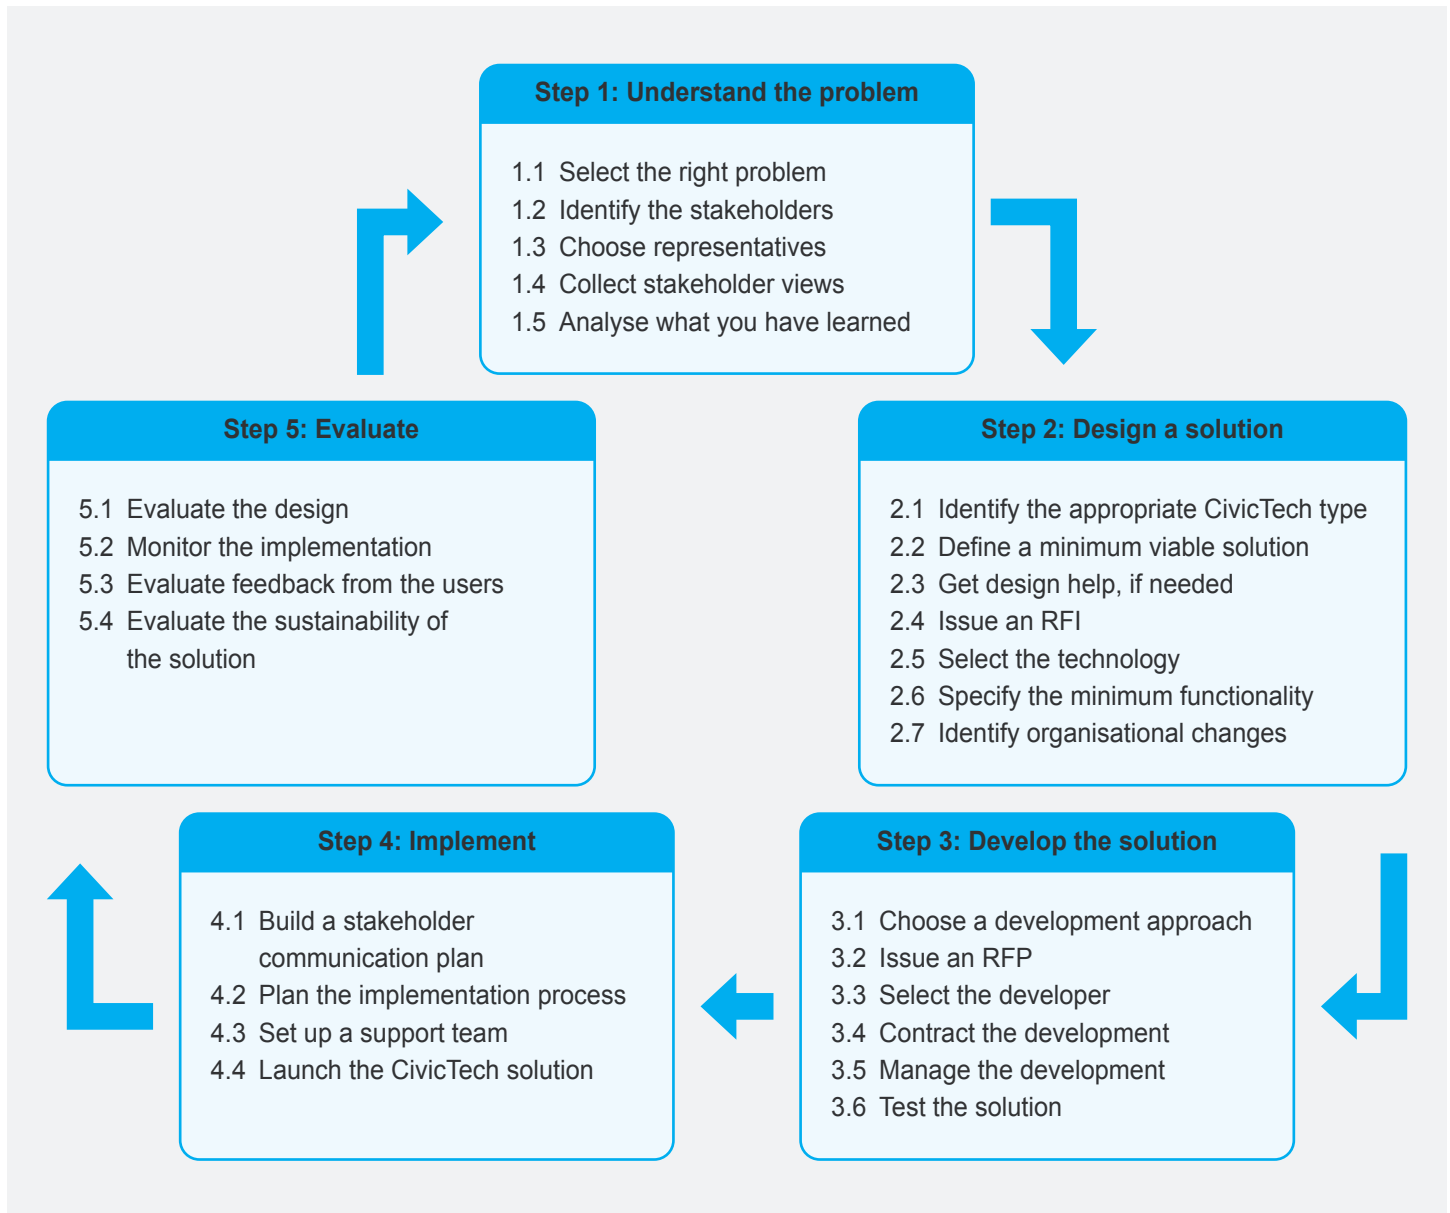 Step 1: Understand the problem
1.1 Select the right problem
1.2 Identify the stakeholders
1.3 Choose representatives
1.4 Collect stakeholder views
1.5 Analyse what you have learned
Step 2: Design a solution
2.1 Identify the appropriate CivicTech type
2.2 Define a minimum viable solution
2.3 Get design help, if needed
2.4 Issue an RFI
2.5 Select the technology
2.6 Specify the minimum functionality
2.7 Identify organisational changes
Step 3: Develop the solution
3.1 Choose a development approach
3.2 Issue an RFP
3.3 Select the developer
3.4 Contract the development
3.5 Manage the development
3.6 Test the solution
Step 4: Implement
4.1 Build a stakeholder
communication plan
4.2 Plan the implementation process
4.3 Set up a support team
4.4 Launch the CivicTech solution
Step 5: Evaluate
5.1 Evaluate the design
5.2 Monitor the implementation
5.3 Evaluate feedback from the users
5.4 Evaluate the sustainability of
the solution